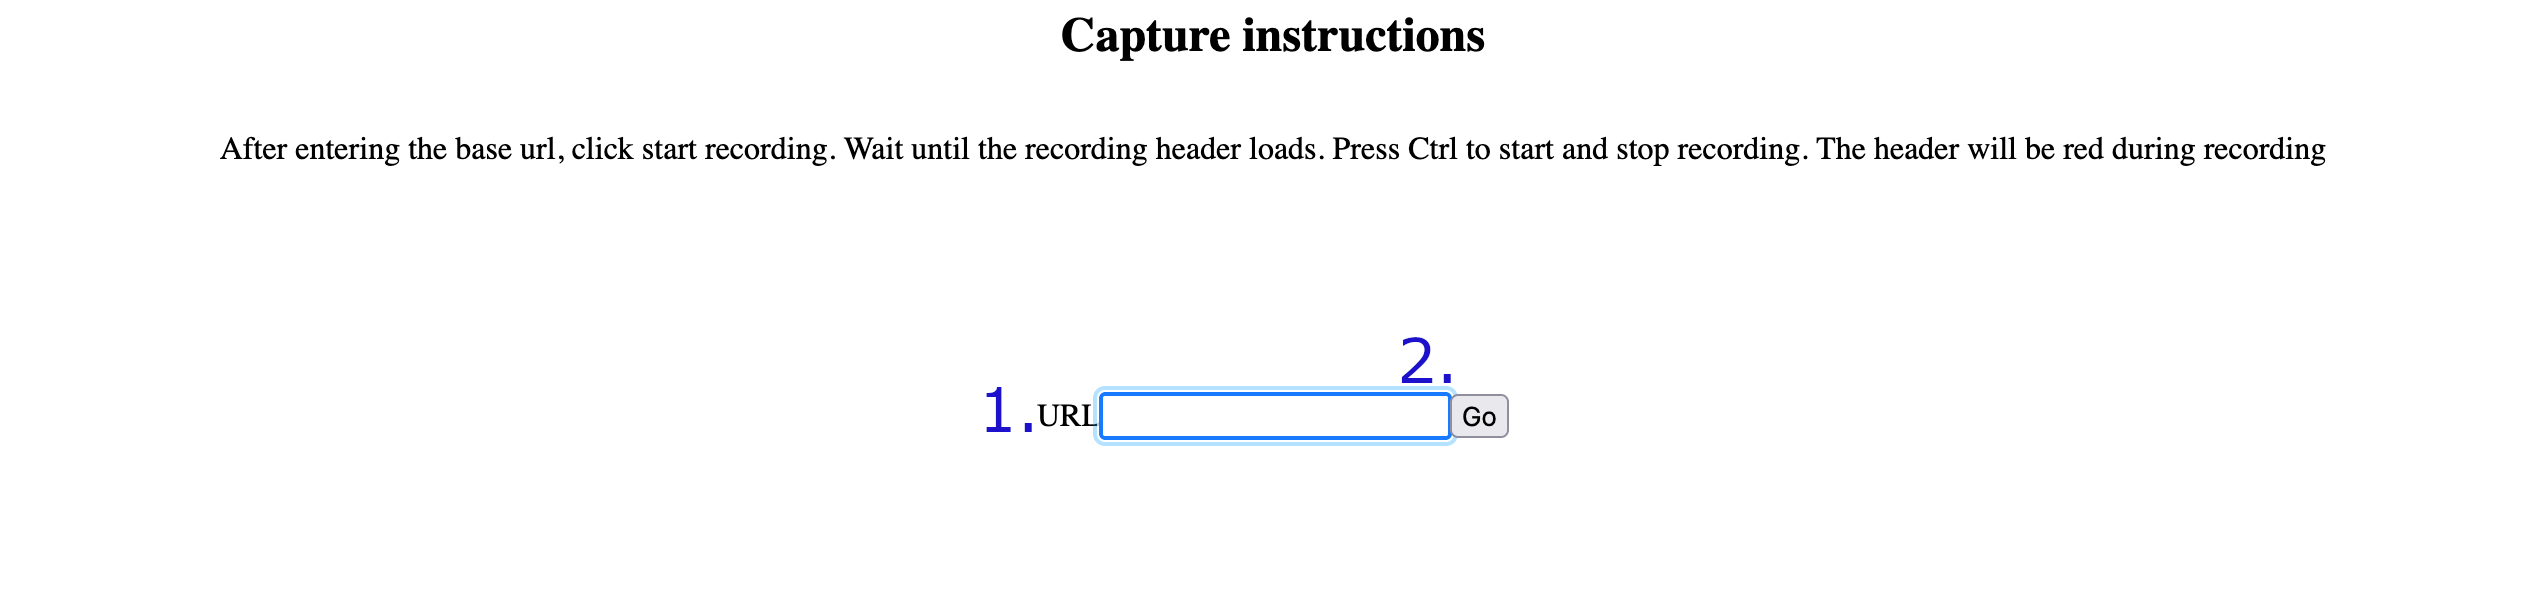 Capture instructions
After entering the base url, click start recording. Wait until the recording header loads. Press Ctrl to start and stop recording. The header will be red during recording
2.
1. URL Go